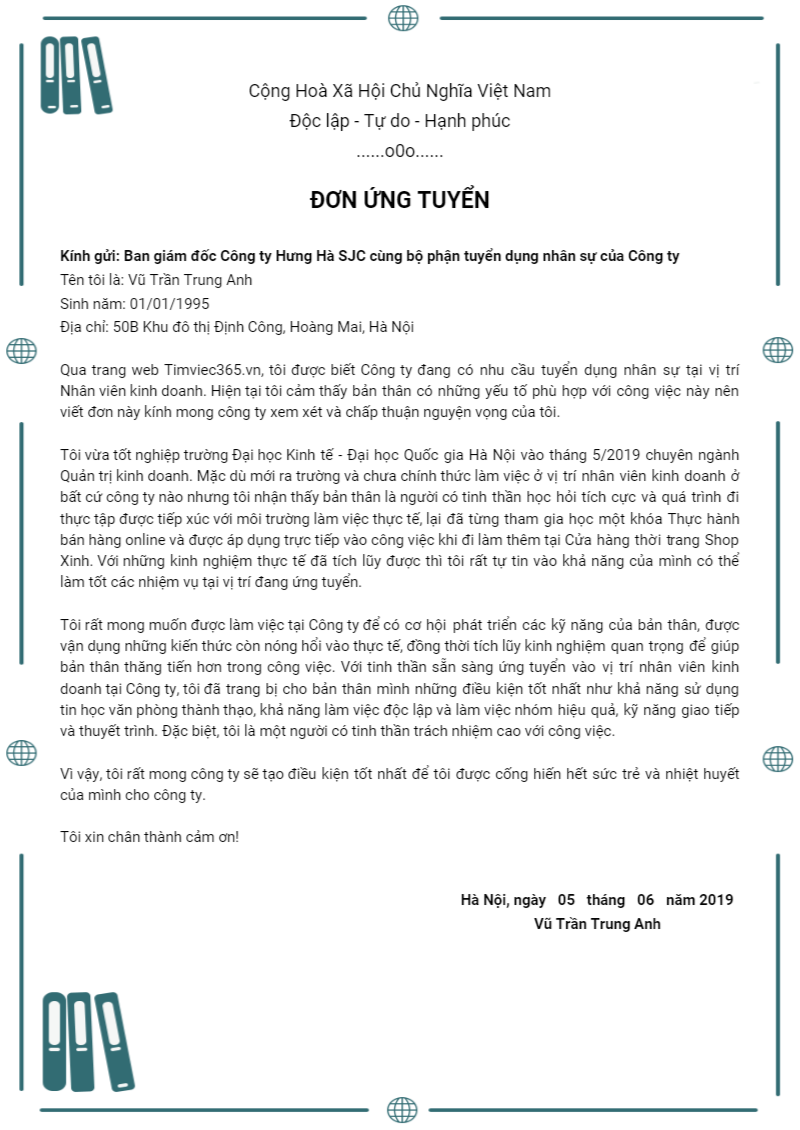 Cộng Hoà Xã Hội Chủ Nghĩa Việt Nam
Độc lập - Tự do - Hạnh phúc
......o0o......
ĐƠN ỨNG TUYỂN
Kính gửi: Ban giám đốc Công ty Hưng Hà SJC cùng bộ phận tuyển dụng nhân sự của Công ty
Tên tôi là: Vũ Trần Trung Anh
Sinh năm: 01/01/1995
Địa chỉ: 50B Khu đô thị Định Công, Hoàng Mai, Hà Nội
Qua trang web Timviec365.vn, tôi được biết Công ty đang có nhu cầu tuyển dụng nhân sự tại vị trí
Nhân viên kinh doanh. Hiện tại tôi cảm thấy bản thân có những yếu tố phù hợp với công việc này nên
viết đơn này kính mong công ty xem xét và chấp thuận nguyện vọng của tôi.
Tôi vừa tốt nghiệp trường Đại học Kinh tế - Đại học Quốc gia Hà Nội vào tháng 5/2019 chuyên ngành
Quản trị kinh doanh. Mặc dù mới ra trường và chưa chính thức làm việc ở vị trí nhân viên kinh doanh ở
bất cứ công ty nào nhưng tôi nhận thấy bản thân là người có tinh thần học hỏi tích cực và quá trình đi
thực tập được tiếp xúc với môi trường làm việc thực tế, lại đã từng tham gia học một khóa Thực hành
bán hàng online và được áp dụng trực tiếp vào công việc khi đi làm thêm tại Cửa hàng thời trang Shop
Xinh. Với những kinh nghiệm thực tế đã tích lũy được thì tôi rất tự tin vào khả năng của mình có thể
làm tốt các nhiệm vụ tại vị trí đang ứng tuyển.
Tôi rất mong muốn được làm việc tại Công ty để có cơ hội phát triển các kỹ năng của bản thân, được
vận dụng những kiến thức còn nóng hổi vào thực tế, đồng thời tích lũy kinh nghiệm quan trọng để giúp
bản thân thăng tiến hơn trong công việc. Với tinh thần sẵn sàng ứng tuyển vào vị trí nhân viên kinh
doanh tại Công ty, tôi đã trang bị cho bản thân mình những điều kiện tốt nhất như khả năng sử dụng
tin học văn phòng thành thạo, khả năng làm việc độc lập và làm việc nhóm hiệu quả, kỹ năng giao tiếp
và thuyết trình. Đặc biệt, tôi là một người có tinh thần trách nhiệm cao với công việc.
Vì vậy, tôi rất mong công ty sẽ tạo điều kiện tốt nhất để tôi được cống hiến hết sức trẻ và nhiệt huyết
của mình cho công ty.
Tôi xin chân thành cảm ơn!
Hà Nội, ngày 05 tháng 06 năm 2019
Vũ Trần Trung Anh